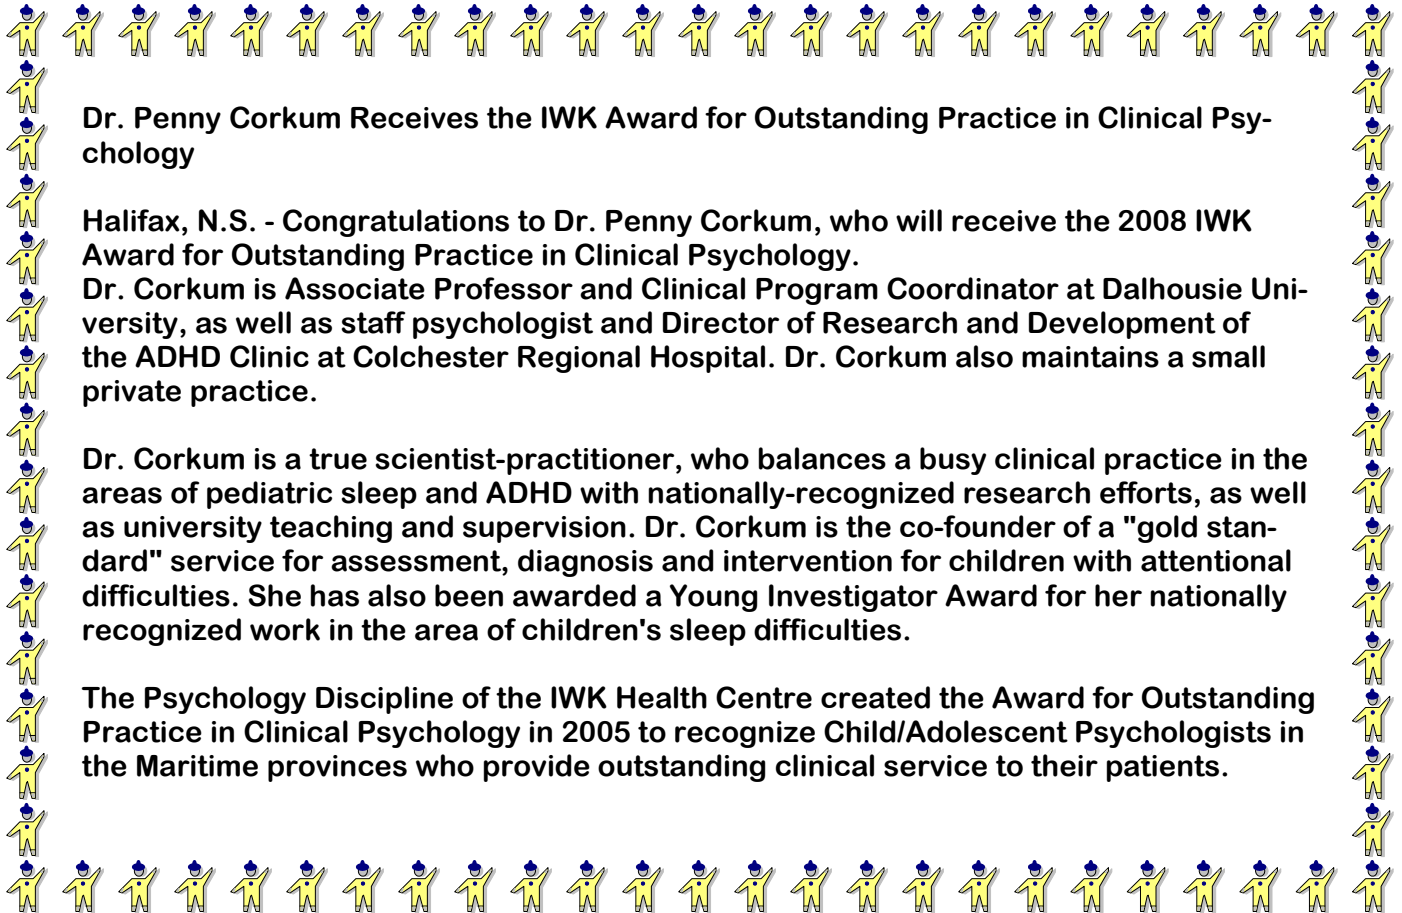 Dr. Penny Corkum Receives the IWK Award for Outstanding Practice in Clinical Psy-
chology
Halifax, N.S. - Congratulations to Dr. Penny Corkum, who will receive the 2008 IWK
Award for Outstanding Practice in Clinical Psychology.
Dr. Corkum is Associate Professor and Clinical Program Coordinator at Dalhousie Uni-
versity, as well as staff psychologist and Director of Research and Development of
the ADHD Clinic at Colchester Regional Hospital. Dr. Corkum also maintains a small
private practice.
Dr. Corkum is a true scientist-practitioner, who balances a busy clinical practice in the
areas of pediatric sleep and ADHD with nationally-recognized research efforts, as well
as university teaching and supervision. Dr. Corkum is the co-founder of a "gold stan-
dard" service for assessment, diagnosis and intervention for children with attentional
difficulties. She has also been awarded a Young Investigator Award for her nationally
recognized work in the area of children's sleep difficulties.
The Psychology Discipline of the IWK Health Centre created the Award for Outstanding
Practice in Clinical Psychology in 2005 to recognize Child/Adolescent Psychologists in
the Maritime provinces who provide outstanding clinical service to their patients.